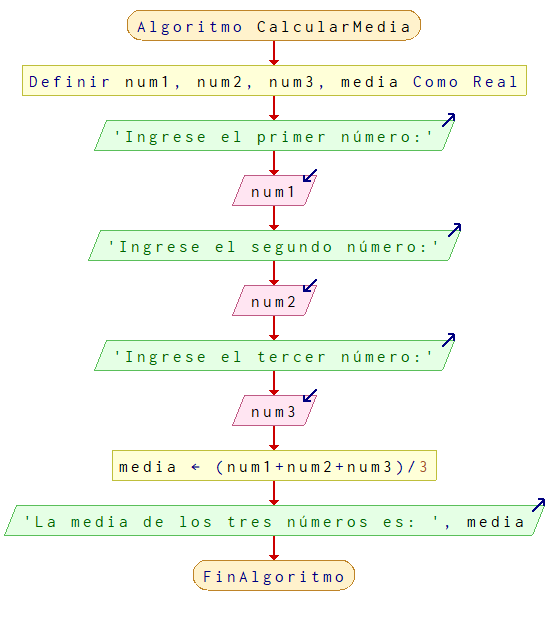 Algoritmo CalcularMedia
Definir num1, num2, num3, media Como Real
'Ingrese el primer número:'
num1
'Ingrese el segundo número:'
num2
'Ingrese el tercer número:'
num3
media ← (num1+num2+num3)/3
'La media de los tres números es: ', media
FinAlgoritmo